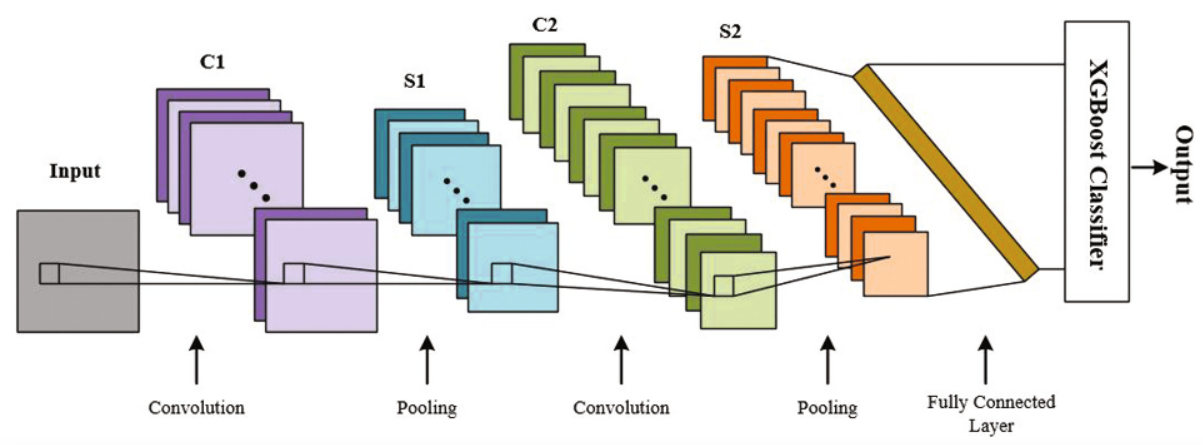 C1
S1
C2
S2
Input
XGBoost Classifier
Output
Convolution
Pooling
Convolution
Pooling
Fully Connected
Layer